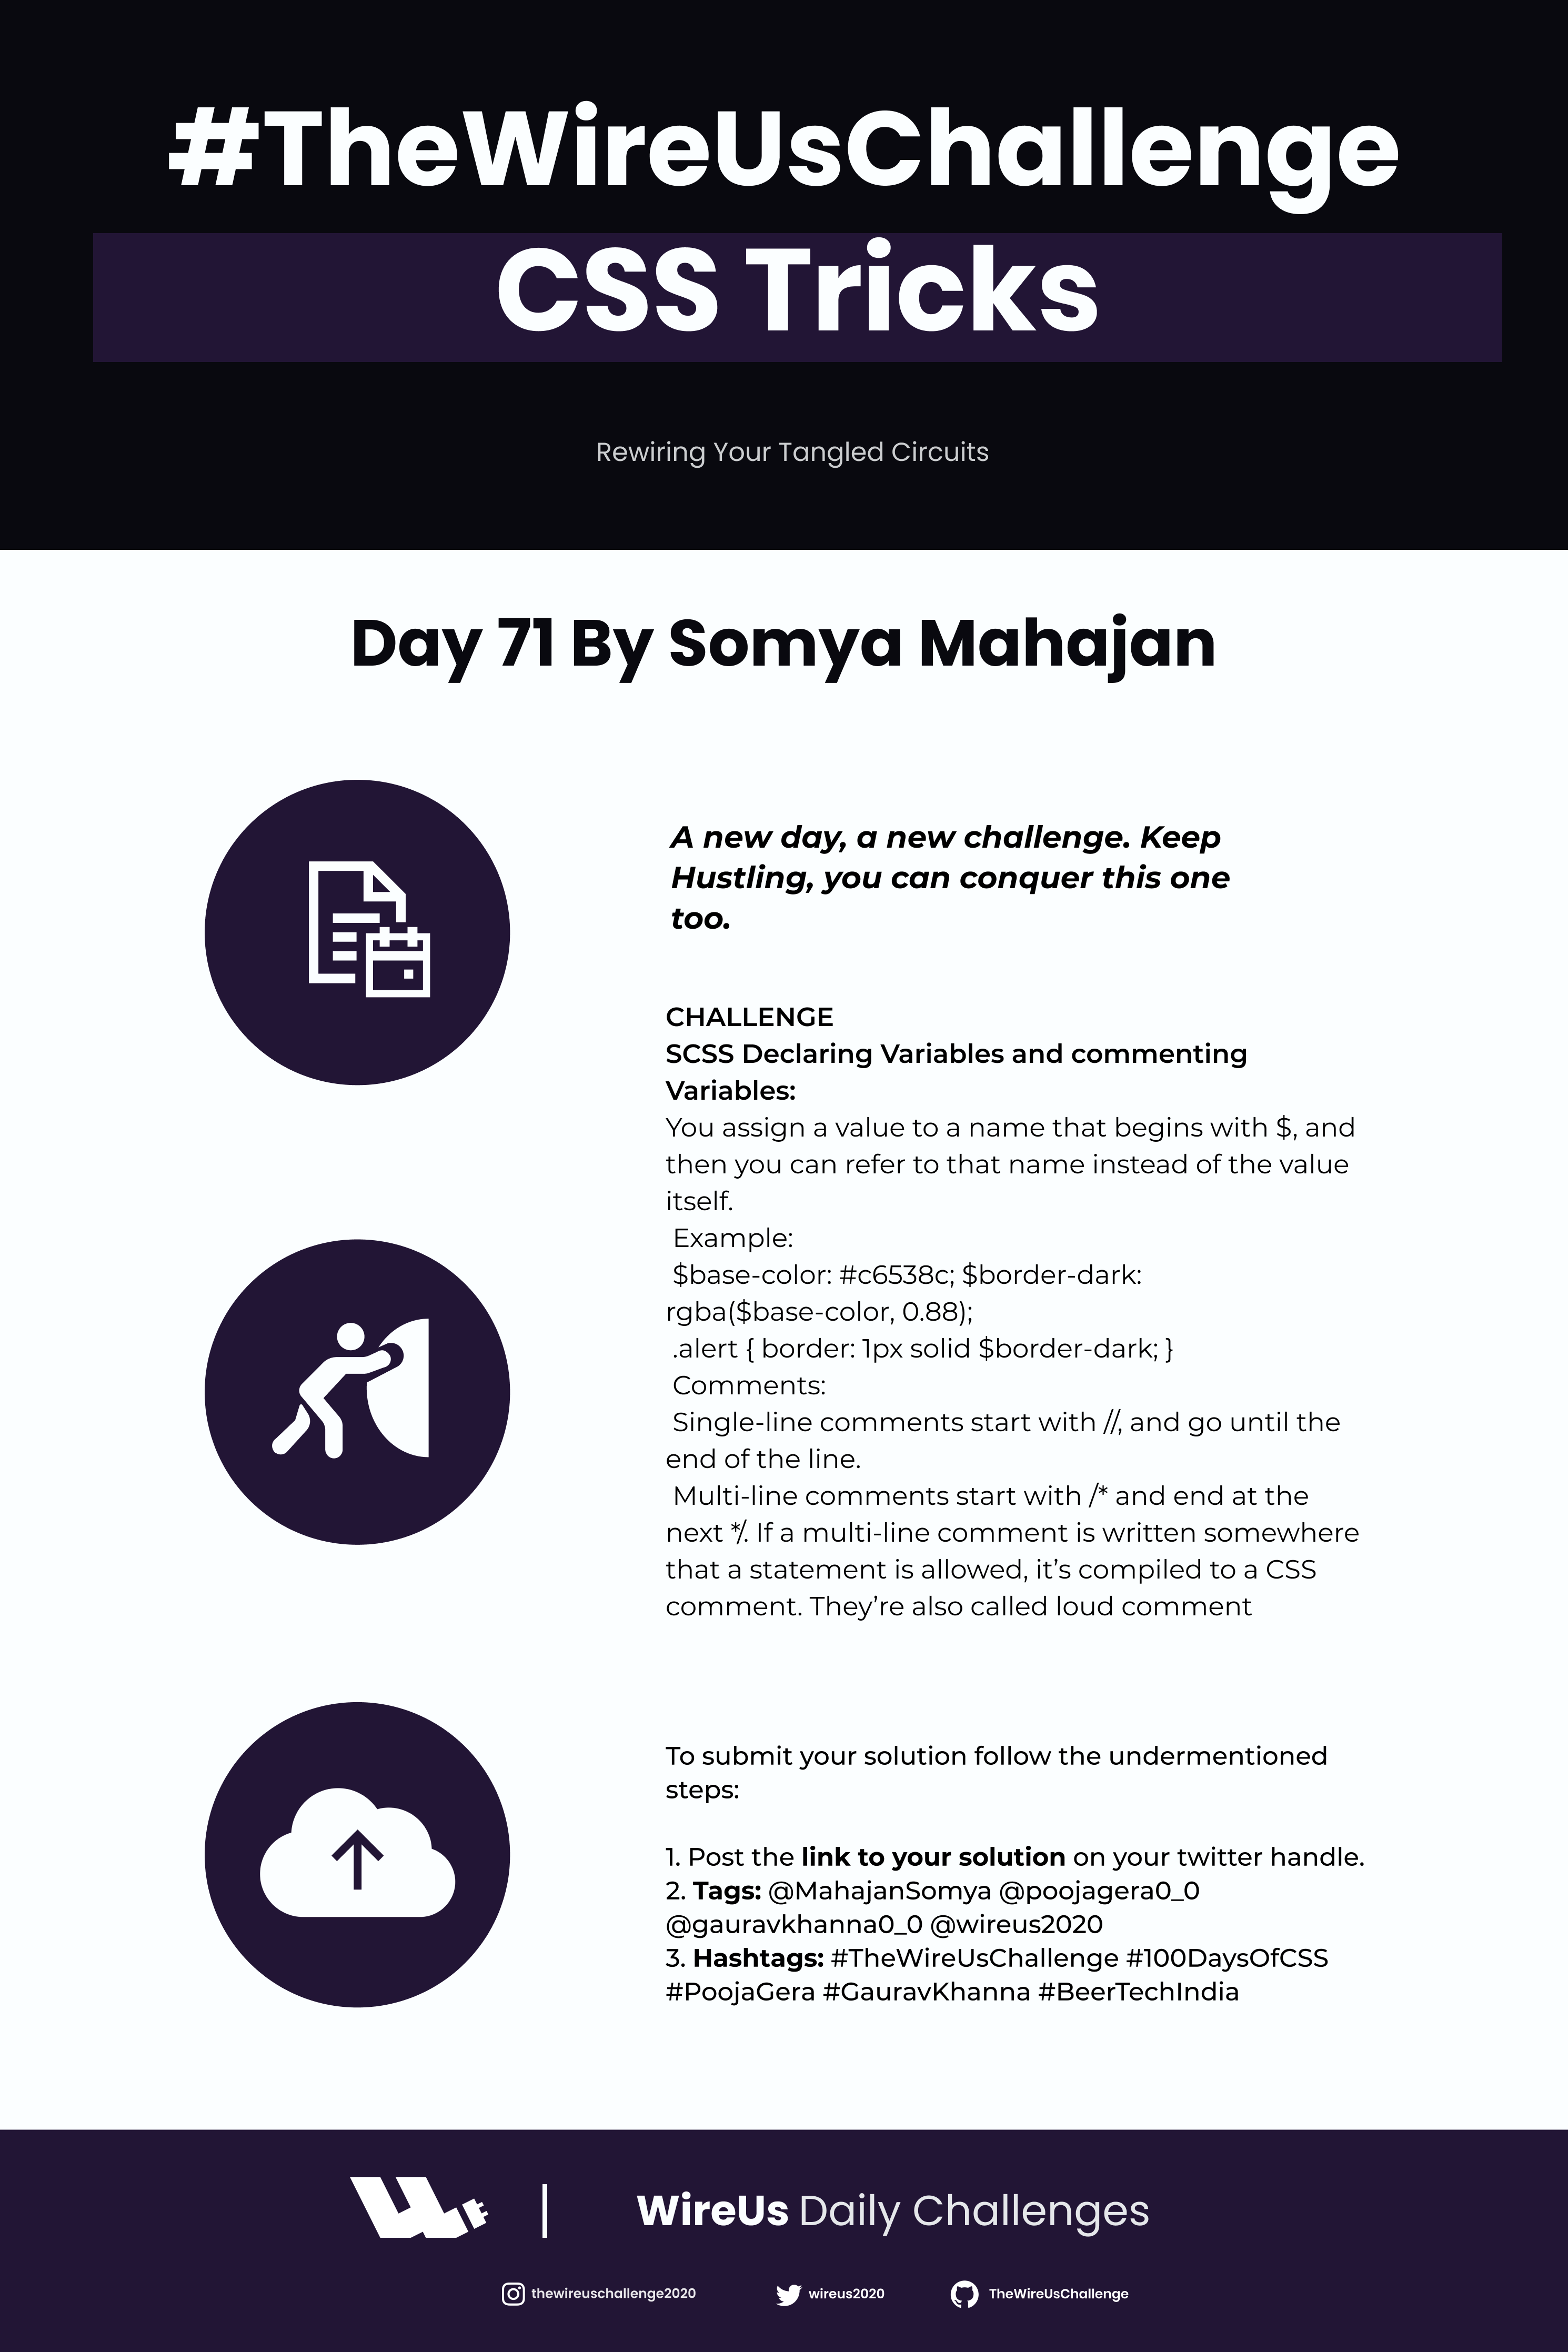 #TheWireUsChallenge
CSS Tricks
Rewiring Your Tangled Circuits
Day 71 By Somya Mahajan
A new day, a new challenge. Keep
Hustling, you can conquer this one
too.
CHALLENGE
SCSS Declaring Variables and commenting
Variables:
You assign a value to a name that begins with $, and
then you can refer to that name instead of the value
itself.
Example:
$base-color: #c6538c; $border-dark:
rgba($base-color, 0.88);
.alert { border: 1px solid $border-dark; }
Comments:
Single-line comments start with //, and go until the
end of the line.
Multi-line comments start with /* and end at the
next */. If a multi-line comment is written somewhere
that a statement is allowed, it’s compiled to a CSS
comment. They’re also called loud comment
To submit your solution follow the undermentioned
steps:
1. Post the link to your solution on your twitter handle.
2. Tags: @MahajanSomya @poojagera0_0
@gauravkhanna0_0 @wireus2020
3. Hashtags: #TheWireUsChallenge #100DaysOfCSS
#PoojaGera #GauravKhanna #BeerTechIndia
WireUs Daily Challenges
thewireuschallenge2020 wireus2020 TheWireUsChallenge